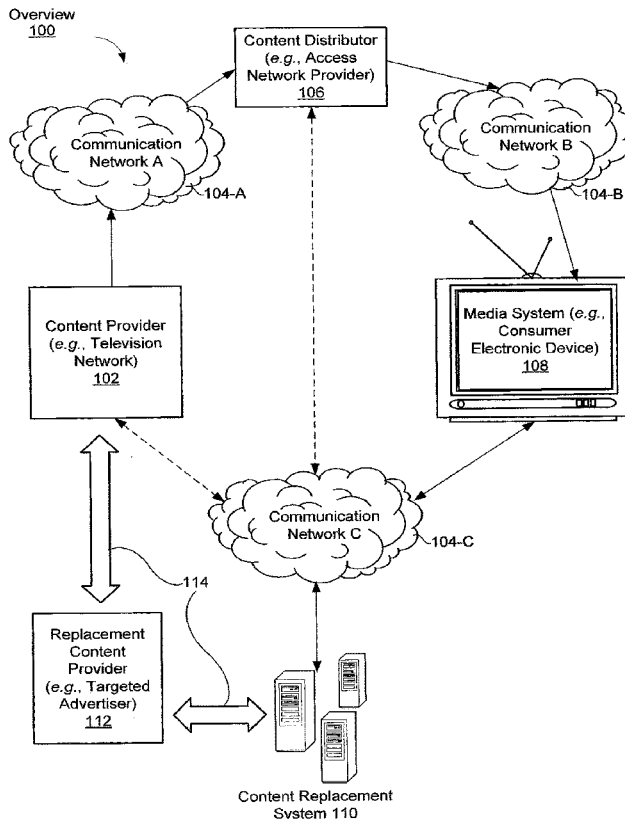 Overview
100
Content Distributor
(e.g., Access
Network Provider)
106
Communication
Network A
104-A
Communication
Network B
104-B
Content Provider
(e.g., Television
Network)
102
Media System (e.g.,
Consumer
Electronic Device)
108
Communication
Network C
104-C
114
Replacement
Content
Provider
(e.g., Targeted
Advertiser)
112
Content Replacement
System 110